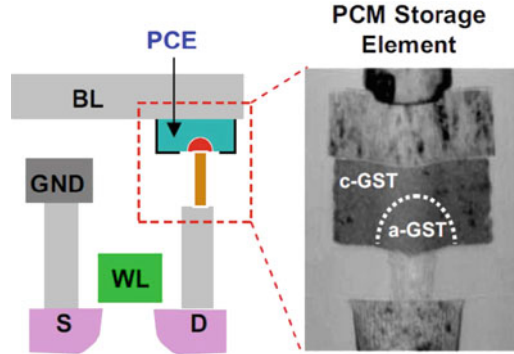 PCM Storage
Element
PCE
BL
GND
WL
S
D
c-GST
a-GST